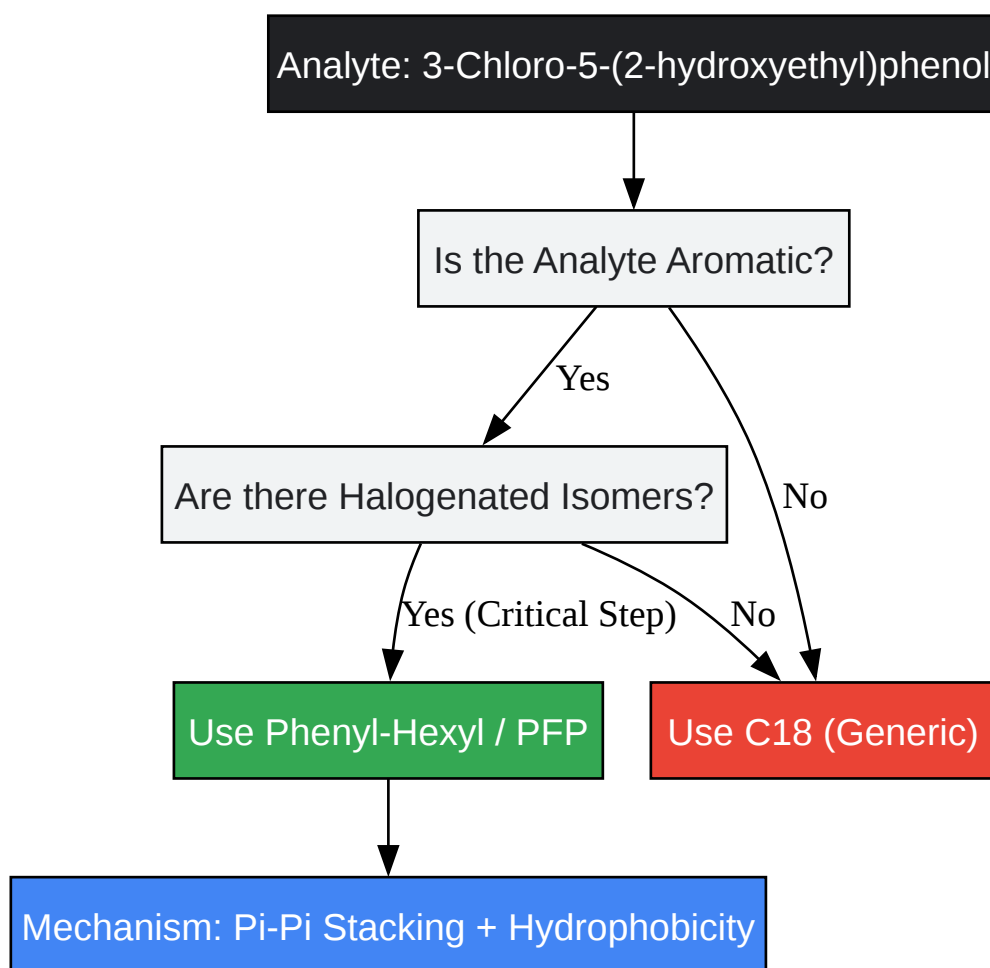 Analyte: 3-Chloro-5-(2-hydroxyethyl)phenol
Is the Analyte Aromatic?
Yes
Are there Halogenated Isomers?
No
Yes (Critical Step)
No
Use Phenyl-Hexyl / PFP
Use C18 (Generic)
Mechanism: Pi-Pi Stacking + Hydrophobicity